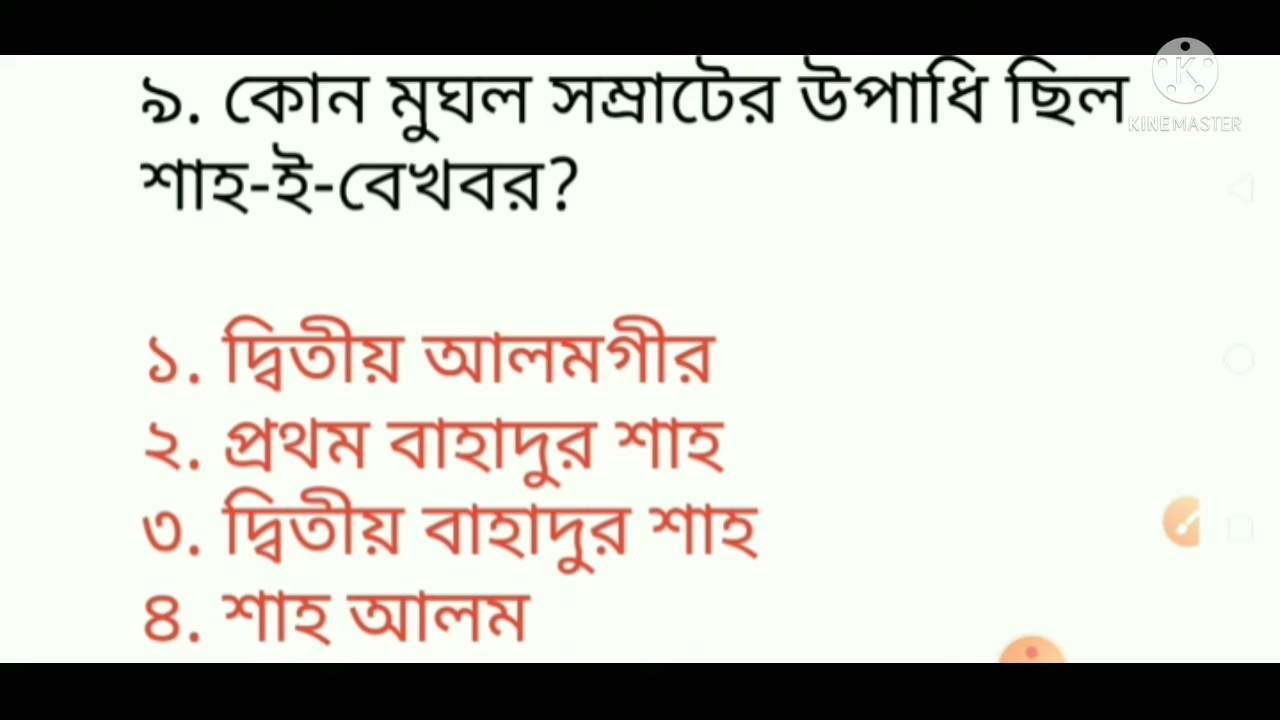 ৯. কোন মুঘল সম্রাটের উপাধি ছিল
শাহ-ই-বেখবর?
১. দ্বিতীয় আলমগীর
২. প্রথম বাহাদুর শাহ
৩. দ্বিতীয় বাহাদুর শাহ
৪. শাহ আলম
K
KINEMASTER